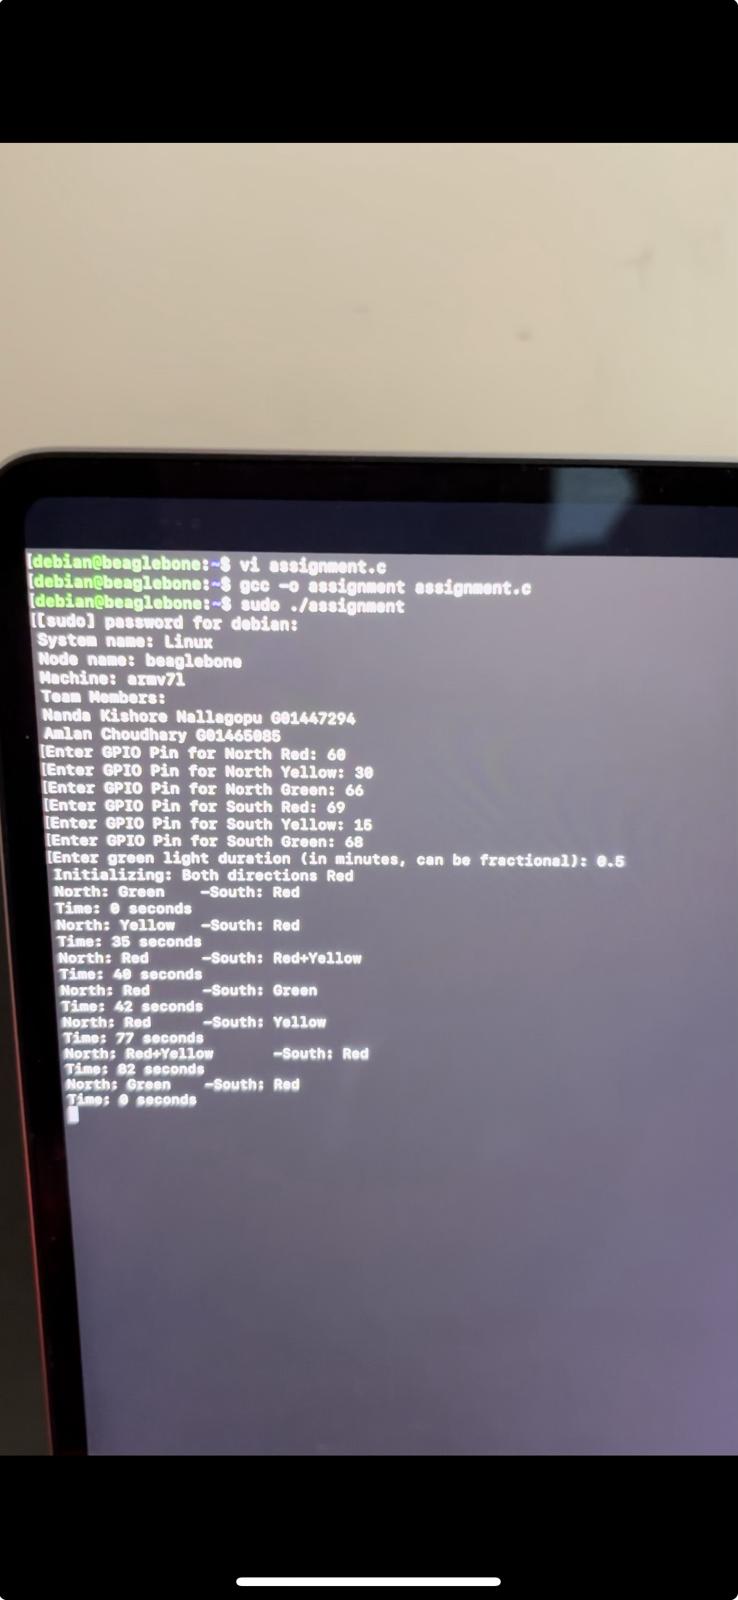 [debian@beaglebone:~$ vi assignment.c
[debian@beaglebone:~$ gcc -o assignment assignment.c
[debian@beaglebone:~$ sudo ./assignment
[[sudo] password for debian:
System name: Linux
Node name: beaglebone
Machine: armv7l
Team Members:
Nanda Kishore Nallagopu G01447294
Amlan Choudhary G01465085
[Enter GPIO Pin for North Red: 60
[Enter GPIO Pin for North Yellow: 30
[Enter GPIO Pin for North Green: 66
[Enter GPIO Pin for South Red: 69
[Enter GPIO Pin for South Yellow: 15
[Enter GPIO Pin for South Green: 68
[Enter green light duration (in minutes, can be fractional): 0.5
Initializing: Both directions Red
North: Green    -South: Red
Time: 0 seconds
North: Yellow   -South: Red
Time: 35 seconds
North: Red      -South: Red+Yellow
Time: 40 seconds
North: Red      -South: Green
Time: 42 seconds
North: Red      -South: Yellow
Time: 77 seconds
North: Red+Yellow       -South: Red
Time: 82 seconds
North: Green    -South: Red
Time: 0 seconds